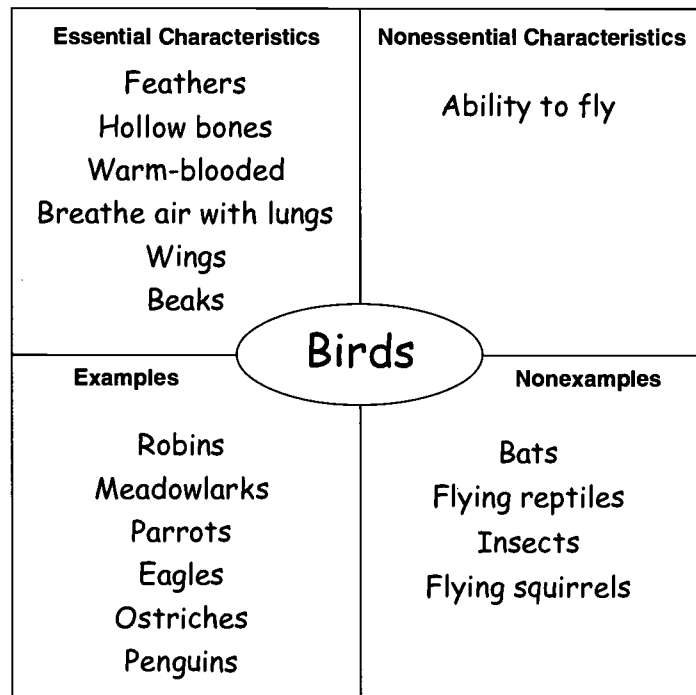 Essential Characteristics
Feathers
Hollow bones
Warm-blooded
Breathe air with lungs
Wings
Beaks
Nonessential Characteristics
Ability to fly
Birds
Examples
Robins
Meadowlarks
Parrots
Eagles
Ostriches
Penguins
Nonexamples
Bats
Flying reptiles
Insects
Flying squirrels